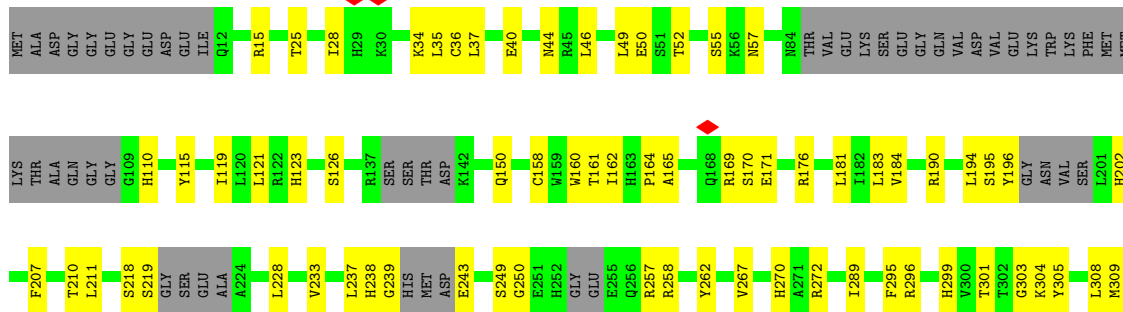 MET ALA ASP GLY GLY GLU GLY GLU ASP GLU ILE Q12 R15 T25 I28 H29 K30 K34 L35 C36 L37 E40 N44 R45 L46 L49 E50 S51 T52 S55 K56 N57 N84 THR VAL GLU LYS SER GLU GLY GLN VAL ASP VAL GLU LYS TRP LYS PHE MET MET
LYS THR ALA GLN GLY GLY G109 H110 Y115 I119 L120 L121 R122 H123 S126 R137 SER SER THR ASP K142 Q150 C158 W159 W160 T161 I162 H163 P164 A165 Q168 R169 S170 E171 R176 L181 I182 L183 V184 R190 L194 S195 Y196 GLY ASN VAL SER L201 H202
F207 T210 L211 S218 S219 GLY SER GLU ALA A224 L228 V233 L237 H238 G239 HIS MET ASP E243 S249 G250 E251 H252 GLY GLU E255 Q256 R257 R258 Y262 V267 H270 A271 R272 I289 F295 R296 H299 V300 T301 T302 G303 K304 Y305 L308 M309